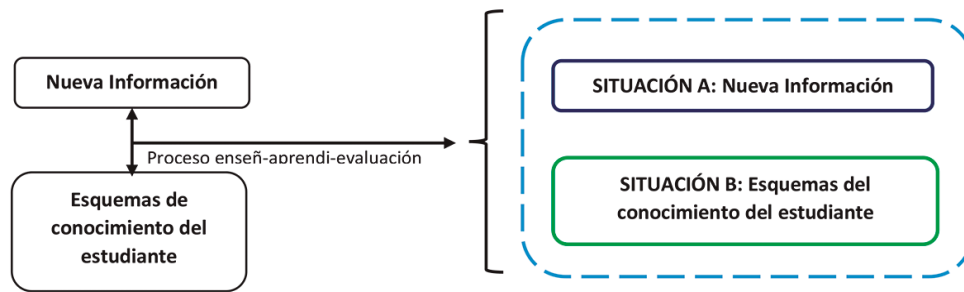 Nueva Información
Proceso enseñ-aprendi-evaluación
Esquemas de
conocimiento del
estudiante
SITUACIÓN A: Nueva Información
SITUACIÓN B: Esquemas del
conocimiento del estudiante